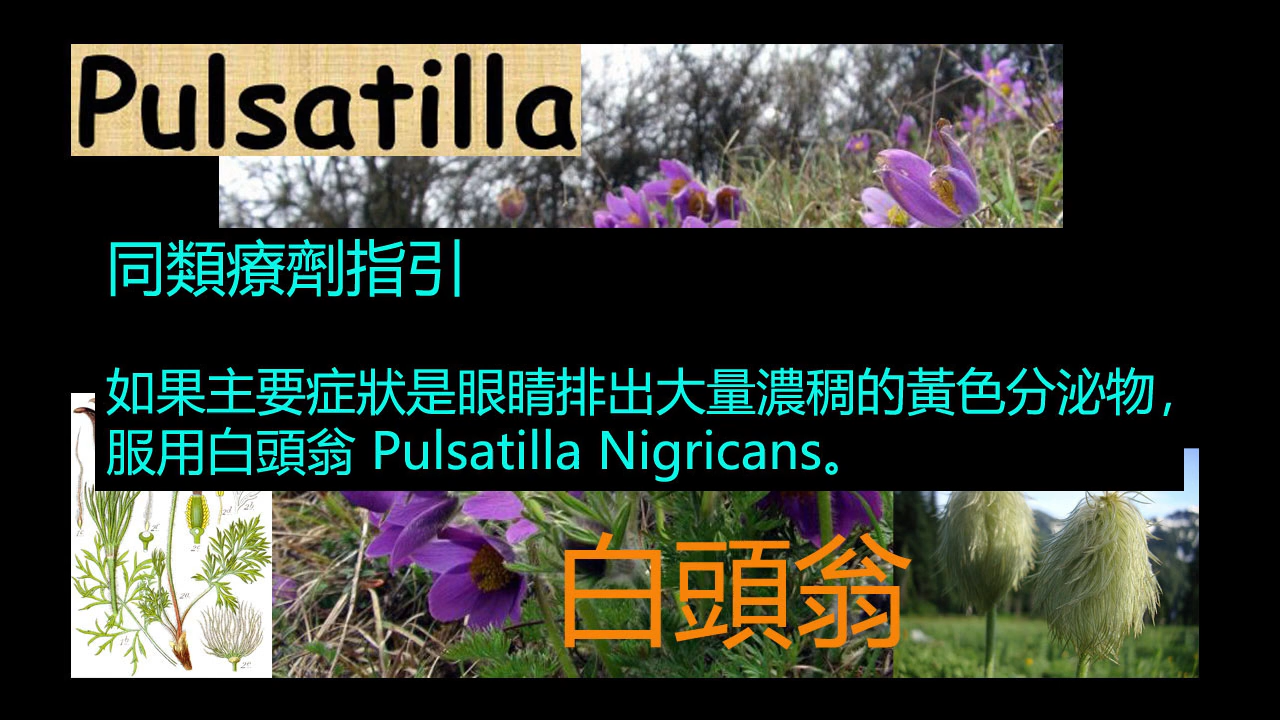 Pulsatilla
同類療劑指引
如果主要症狀是眼睛排出大量濃稠的黃色分泌物，
服用白頭翁 Pulsatilla Nigricans。
白頭翁